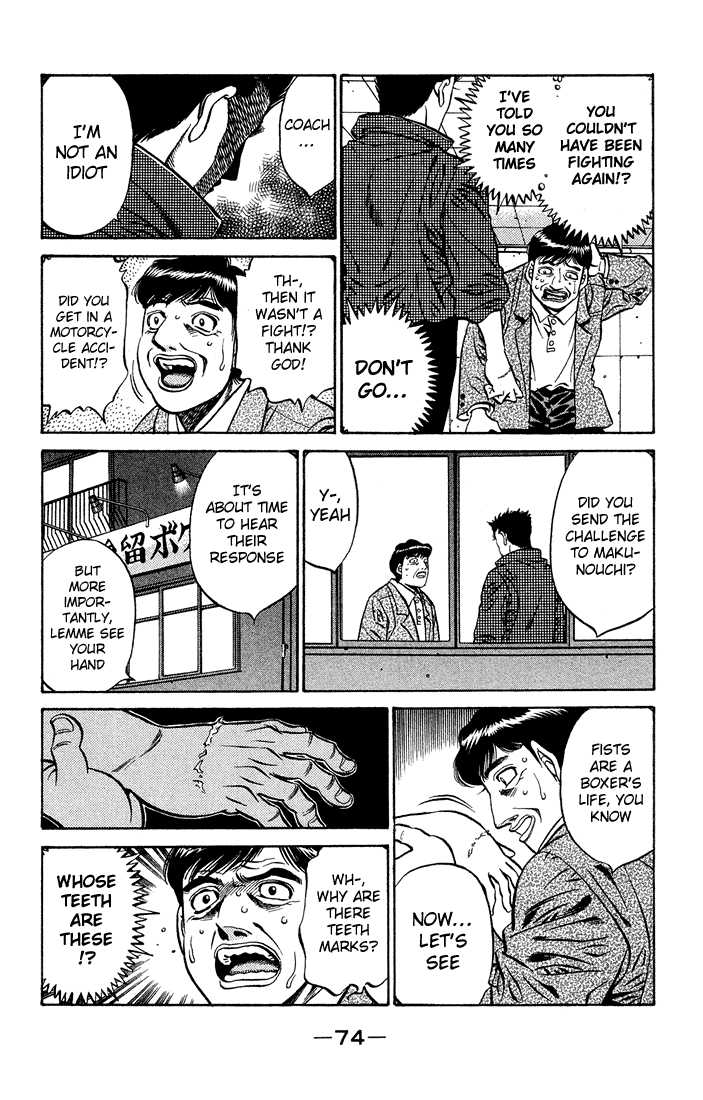 YOU
COULDN'T
HAVE BEEN
FIGHTING
AGAIN!?
I'VE
TOLD
YOU SO
MANY
TIMES
DON'T
GO...
COACH
...
I'M
NOT AN
IDIOT
TH-,
THEN IT
WASN'T A
FIGHT!?
THANK
GOD!
DID YOU
GET IN A
MOTORCY-
CLE ACCI-
DENT!?
DID YOU
SEND THE
CHALLENGE
TO MAKU-
NOUCHI?
Y-,
YEAH
IT'S
ABOUT TIME
TO HEAR
THEIR
RESPONSE
留ボク
BUT
MORE
IMPOR-
TANTLY,
LEMME SEE
YOUR
HAND
FISTS
ARE A
BOXER'S
LIFE, YOU
KNOW
NOW...
LET'S
SEE
WH-,
WHY ARE
THERE
TEETH
MARKS?
WHOSE
TEETH
ARE
THESE
!?
—74—